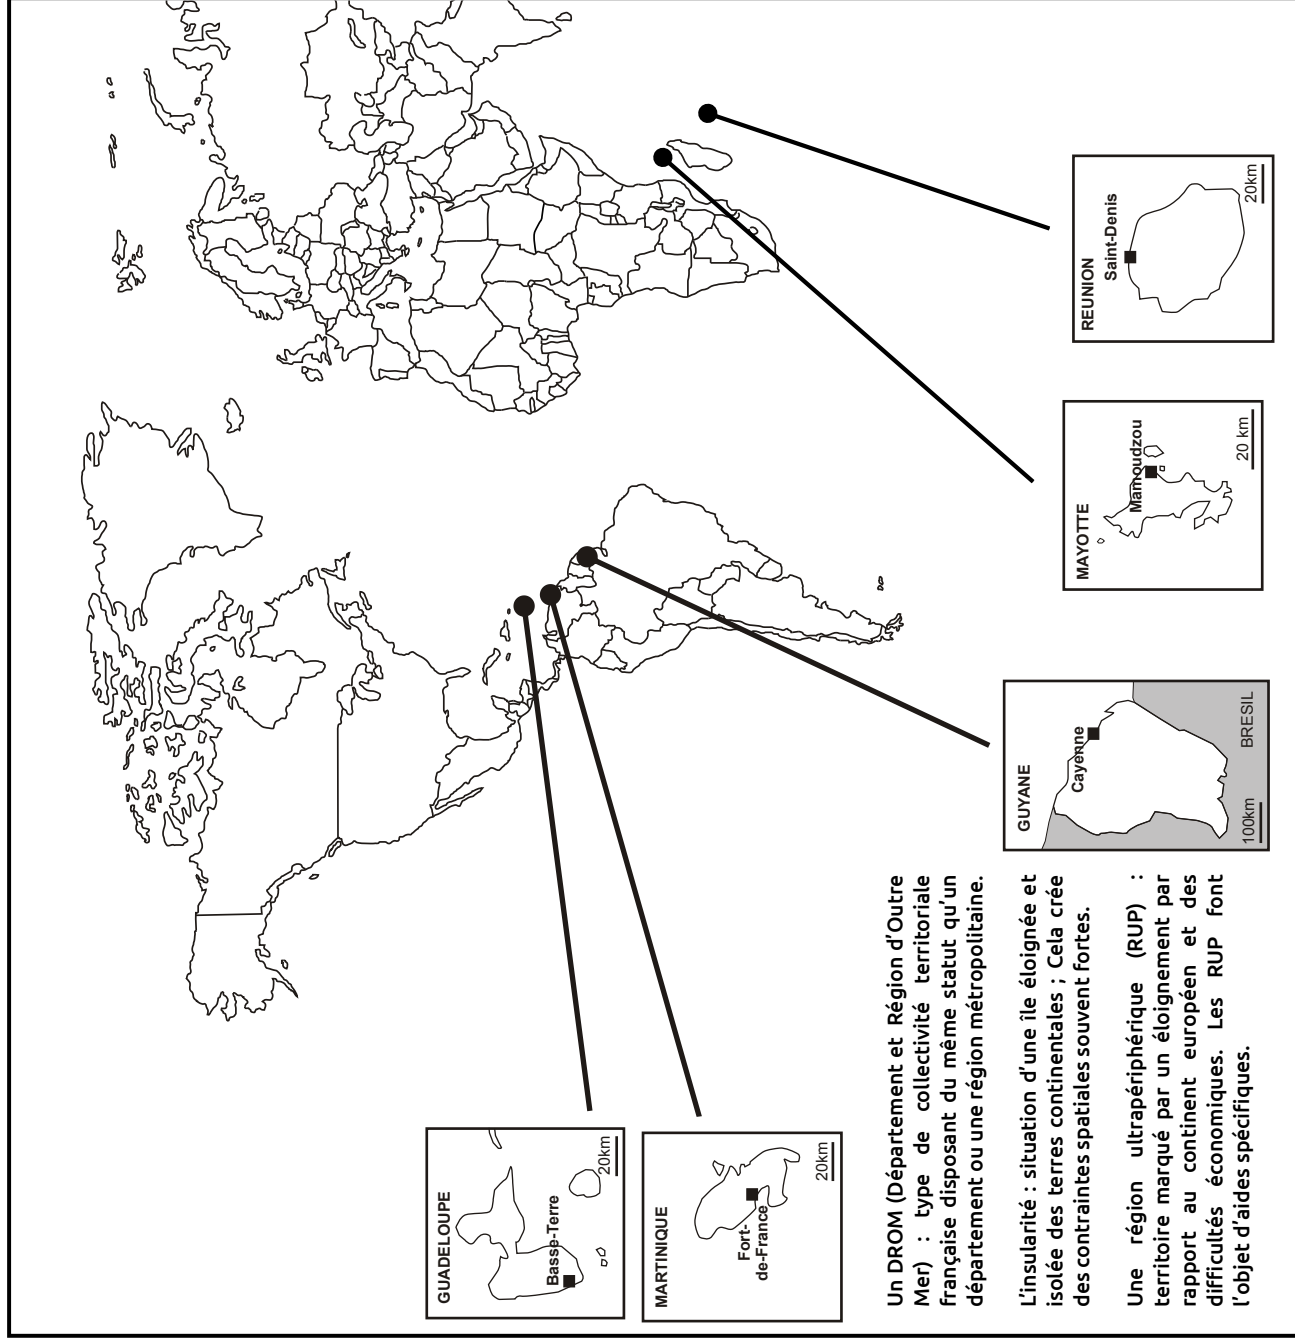 GUADELOUPE
Basse-Terre
20km
MARTINIQUE
Fort-
de-France
20km
Un DROM (Département et Région d'Outre
Mer) : type de collectivité territoriale
française disposant du même statut qu'un
département ou une région métropolitaine.
L'insularité : situation d'une île éloignée et
isolée des terres continentales ; Cela crée
des contraintes spatiales souvent fortes.
Une région ultrapériphérique (RUP) :
territoire marqué par un éloignement par
rapport au continent européen et des
difficultés économiques. Les RUP font
l'objet d'aides spécifiques.
GUYANE
Cayenne
100km
BRESIL
MAYOTTE
Mamoudzou
20 km
REUNION
Saint-Denis
20km